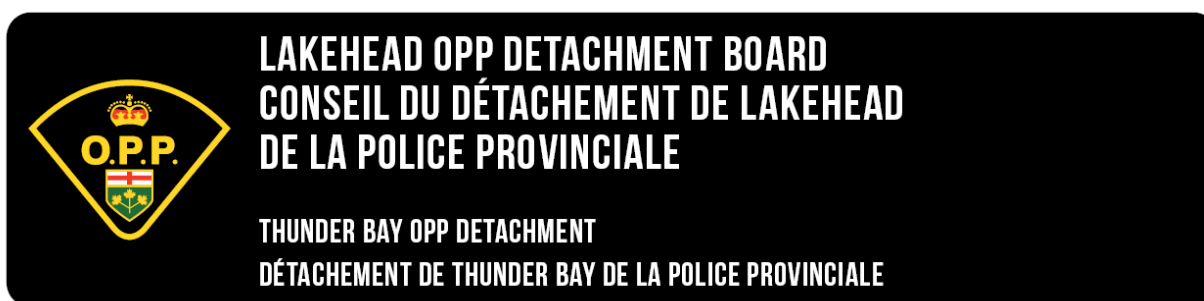 O.P.P.
LAKEHEAD OPP DETACHMENT BOARD
CONSEIL DU DÉTACHEMENT DE LAKEHEAD
DE LA POLICE PROVINCIALE
THUNDER BAY OPP DETACHMENT
DÉTACHEMENT DE THUNDER BAY DE LA POLICE PROVINCIALE